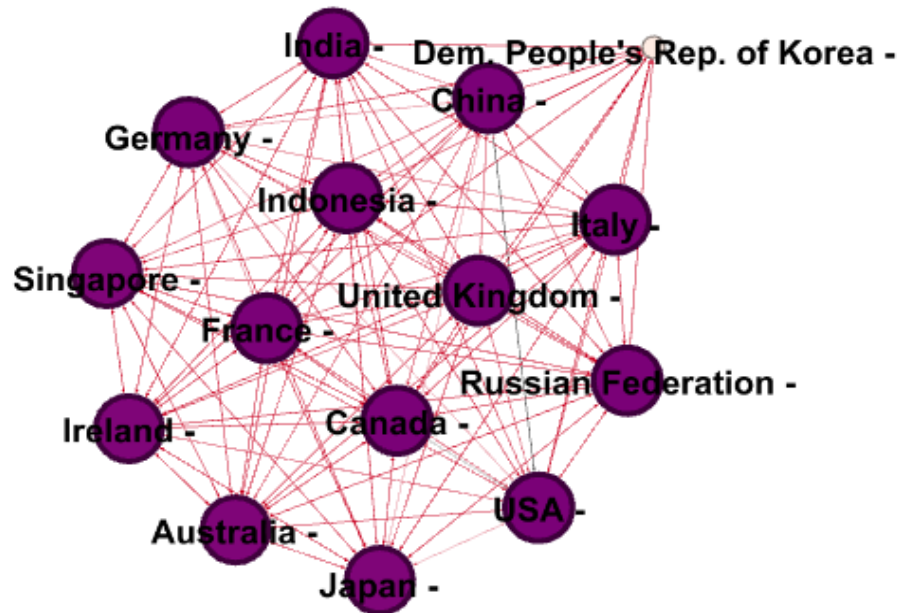 India -
Dem. People's Rep. of Korea -
China -
Germany -
Indonesia -
Italy -
Singapore -
United Kingdom -
France -
Russian Federation -
Ireland -
Canada -
USA -
Australia -
Japan -